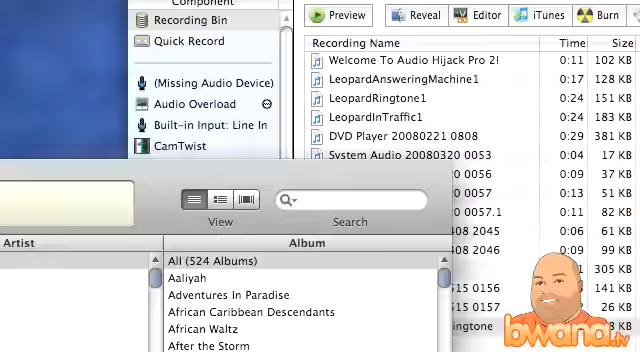 Component
Recording Bin
Quick Record
(Missing Audio Device)
Audio Overload
Built-in Input: Line In
CamTwist
Preview Reveal Editor iTunes Burn
Recording Name Time Size
Welcome To Audio Hijack Pro 2! 0:11 102 KB
LeopardAnsweringMachine1 0:17 128 KB
LeopardRingtone1 0:24 151 KB
LeopardInTraffic1 0:24 183 KB
DVD Player 20080221 0808 0:29 381 KB
System Audio 20080320 0053 0:04 17 KB
0056 0:09 37 KB
0057 0:13 51 KB
0057.1 0:11 82 KB
408 2045 0:06 61 KB
408 2046 0:09 99 KB
305 KB
515 0156 141 KB
515 0157 26 KB
ingtone KB
View Search
Artist Album
All (524 Albums)
Aaliyah
Adventures In Paradise
African Caribbean Descendants
African Waltz
After the Storm
bwana.tv